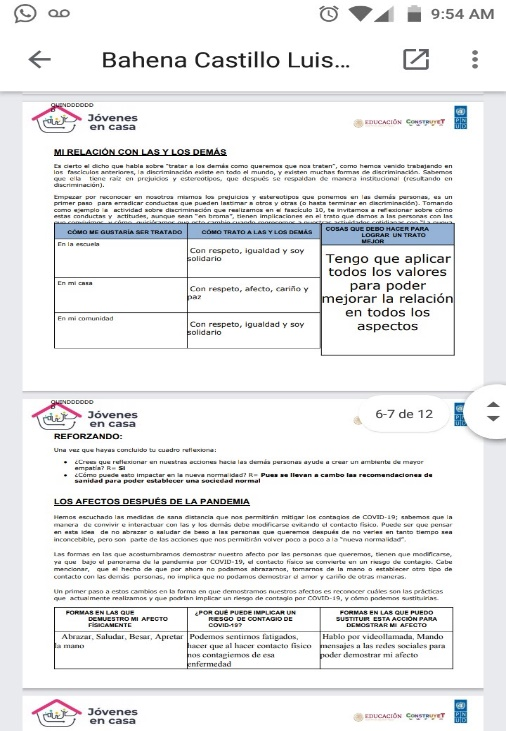 9:54 AM
Bahena Castillo Luis...
Jóvenes
en casa
EDUCACIÓN CONSTRUYET
MI RELACIÓN CON LAS Y LOS DEMÁS
Es cierto el dicho que habla sobre "tratar a los demás como queremos que nos traten", como hemos venido trabajando en
los fascículos anteriores, la discriminación existe en todo el mundo, y existen muchas formas de discriminación. Sabemos
que ella tiene raíz en prejuicios y estereotipos, que después se respaldan de manera institucional (resultando en
discriminación).
Empezar por reconocer en nosotros mismos los prejuicios y estereotipos que ponemos en las demás personas, es un
primer paso para erradicar conductas que pueden lastimar a otros y otras (o hasta terminar en discriminación). Tomando
como ejemplo la actividad sobre discriminación que realizamos en el fascículo 10, te invitamos a reflexionar sobre cómo
estas conductas y actitudes, aunque sean "en broma", tienen implicaciones en el trato que damos a las personas con las
CÓMO ME GUSTARÍA SER TRATADO
CÓMO TRATO A LAS Y LOS DEMÁS
COSAS QUE DEBO HACER PARA
LOGRAR UN TRATO
MEJOR
En la escuela
Con respeto, igualdad y soy
solidario
Tengo que aplicar
todos los valores
para poder
mejorar la relación
en todos los
aspectos
En mi casa
Con respeto, afecto, cariño y
paz
En mi comunidad
Con respeto, igualdad y soy
solidario
Jóvenes
en casa
6-7 de 12
REFORZANDO:
Una vez que hayas concluido tu cuadro reflexiona:
• ¿Crees que reflexionar en nuestras acciones hacia las demás personas ayude a crear un ambiente de mayor
empatía? R= Si
• ¿Cómo puede esto impactar en la nueva normalidad? R= Pues se llevan a cambo las recomendaciones de
sanidad para poder establecer una sociedad normal
LOS AFECTOS DESPUÉS DE LA PANDEMIA
Hemos escuchado las medidas de sana distancia que nos permitirán mitigar los contagios de COVID-19; sabemos que la
manera de convivir e interactuar con las y los demás debe modificarse evitando el contacto físico. Puede ser que pensar
en esta idea de no abrazar o saludar de beso a las personas que queremos después de no verles en tanto tiempo sea
inconcebible, pero son parte de las acciones que nos permitirán volver poco a poco a la "nueva normalidad".
Las formas en las que acostumbramos demostrar nuestro afecto por las personas que queremos, tienen que modificarse,
ya que bajo el panorama de la pandemia por COVID-19, el contacto físico se convierte en un riesgo de contagio. Cabe
mencionar, que el hecho de que por ahora no podamos abrazarnos, tomarnos de la mano o establecer otro tipo de
contacto con las demás personas, no implica que no podamos demostrar el amor y cariño de otras maneras.
Un primer paso a estos cambios en la forma en que demostramos nuestros afectos es reconocer cuáles son las prácticas
que actualmente realizamos y que podrían implicar un riesgo de contagio por COVID-19, y cómo podemos sustituirlas.
FORMAS EN LAS QUE
DEMUESTRO MI AFECTO
FÍSICAMENTE
¿POR QUÉ PUEDE IMPLICAR UN
RIESGO DE CONTAGIO DE
COVID-19?
FORMAS EN LAS QUE PUEDO
SUSTITUIR ESTA ACCIÓN PARA
DEMOSTRAR MI AFECTO
Abrazar, Saludar, Besar, Apretar
la mano
Podemos sentirnos fatigados,
hacer que al hacer contacto físico
nos contagiemos de esa
enfermedad
Hablo por videollamada, Mando
mensajes a las redes sociales para
poder demostrar mi afecto
Jóvenes
en casa
EDUCACIÓN CONSTRUYET